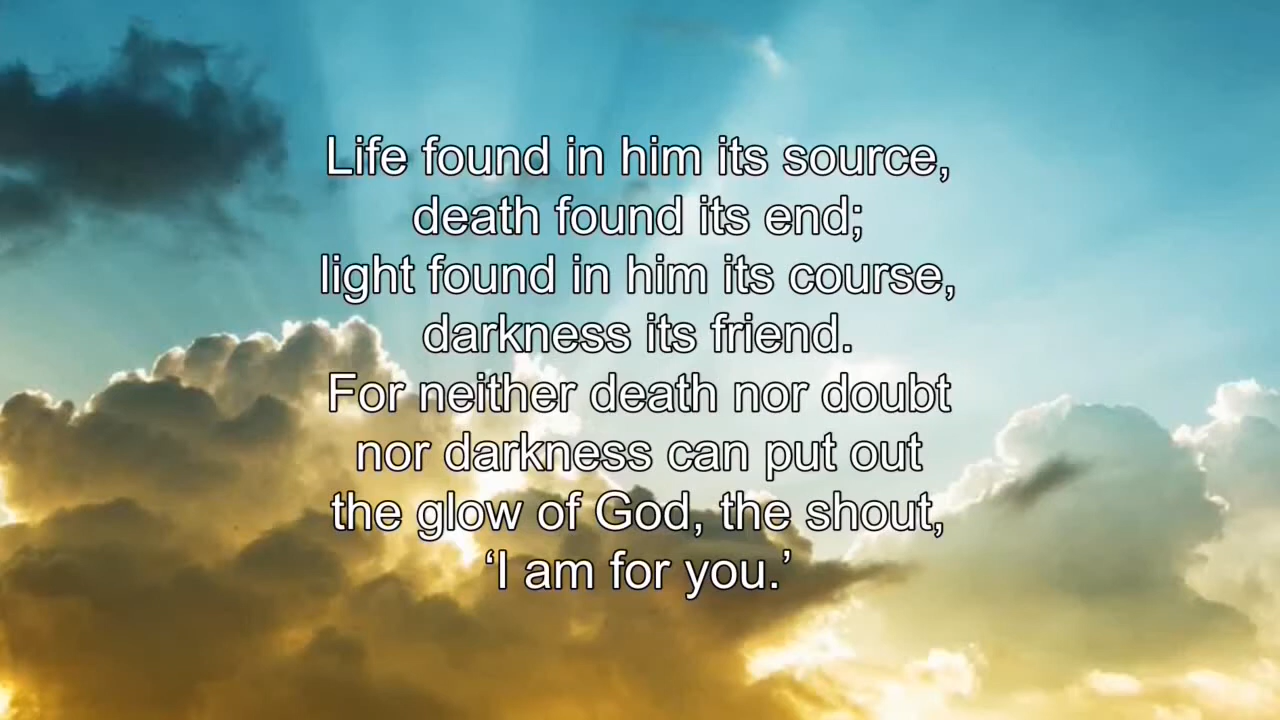 Life found in him its source,
death found its end;
light found in him its course,
darkness its friend.
For neither death nor doubt
nor darkness can put out
the glow of God, the shout,
‘I am for you.’